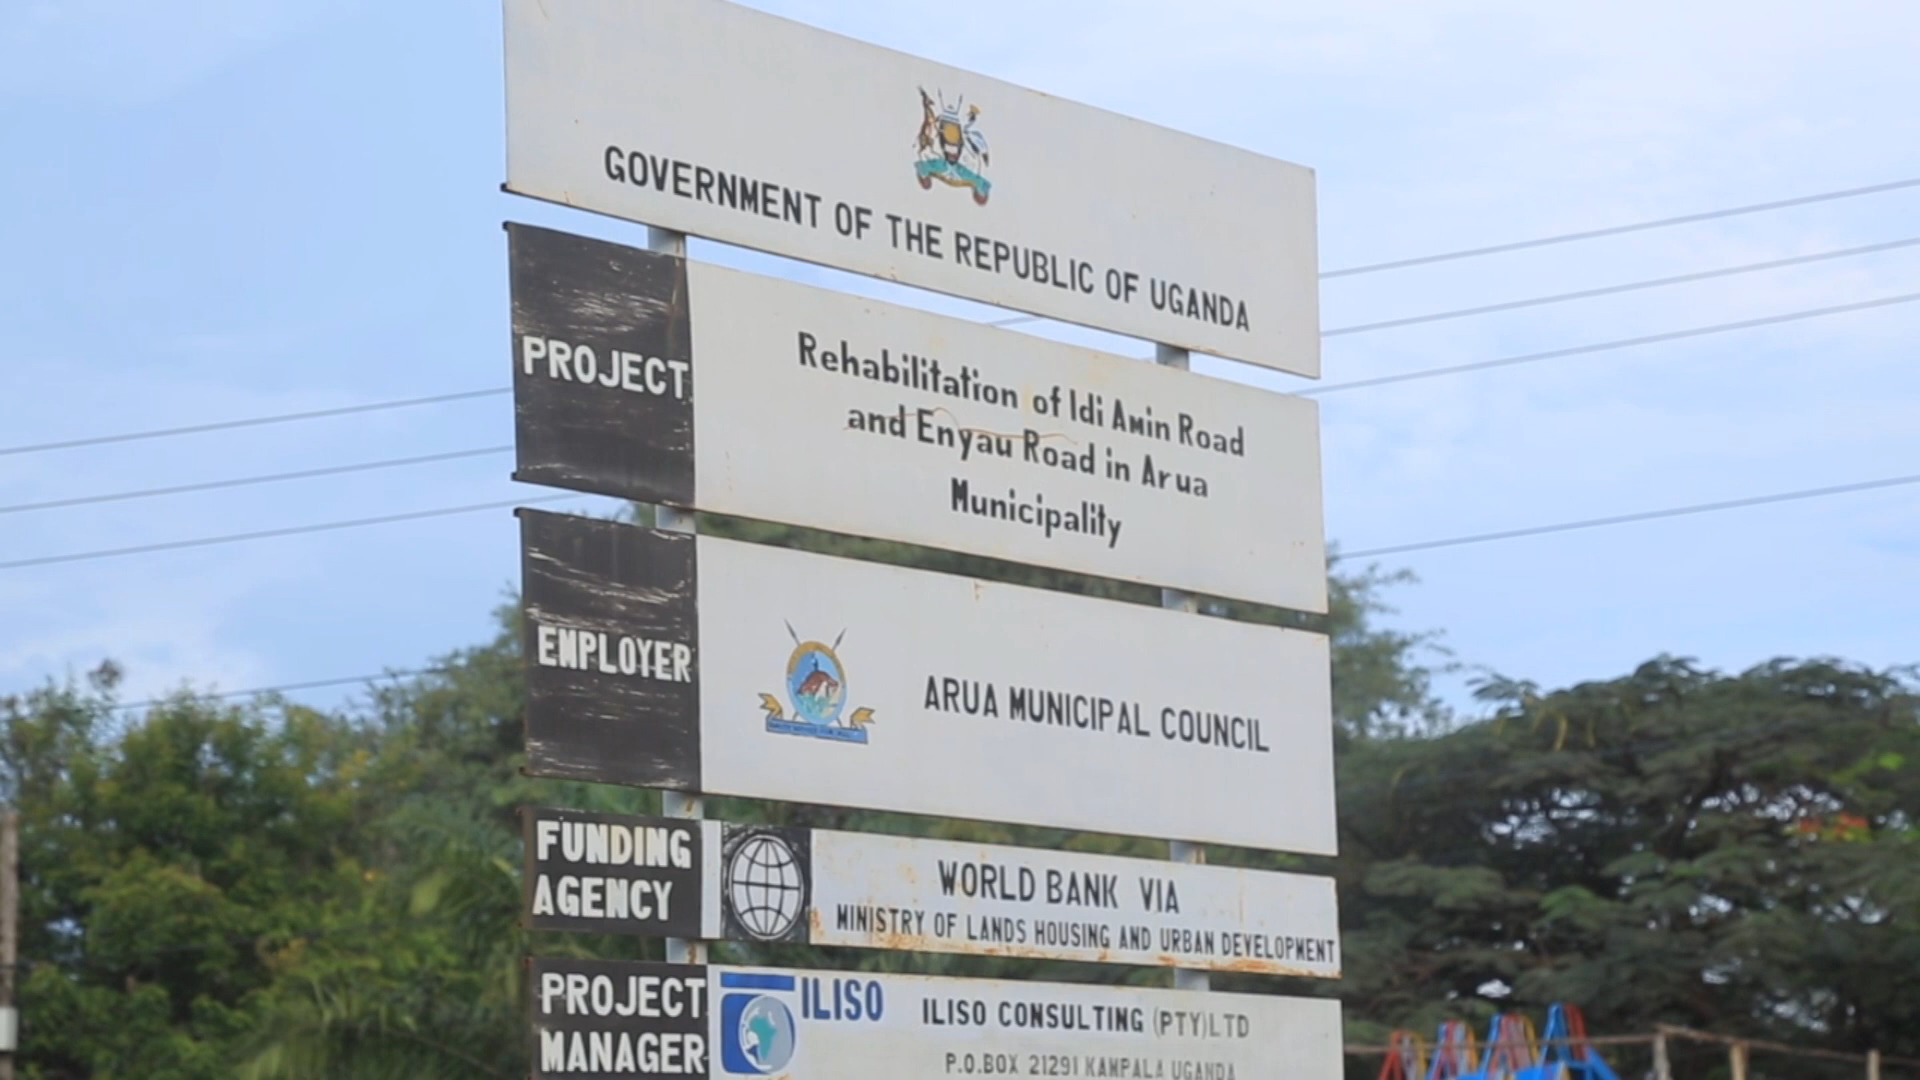 GOVERNMENT OF THE REPUBLIC OF UGANDA
PROJECT
Rehabilitation of Idi Amin Road
and Enyau Road in Arua
Municipality
EMPLOYER
ARUA MUNICIPAL COUNCIL
FUNDING
AGENCY
WORLD BANK VIA
MINISTRY OF LANDS HOUSING AND URBAN DEVELOPMENT
PROJECT
MANAGER
ILISO
ILISO CONSULTING (PTY)LTD
P.O.BOX 21291 KAMPALA UGANDA